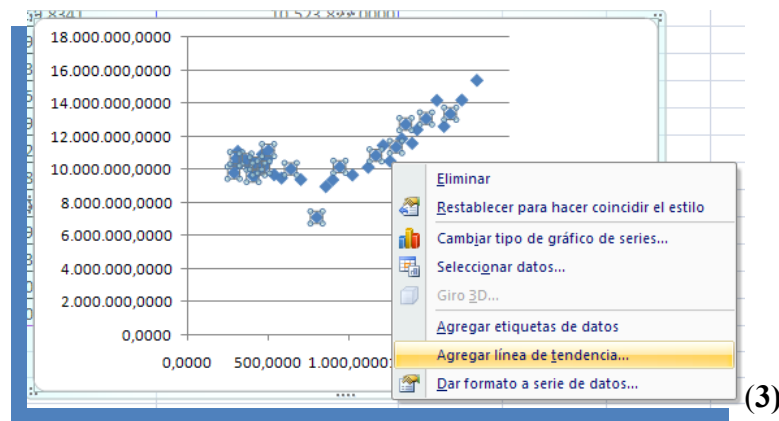 18.000.000,0000
16.000.000,0000
14.000.000,0000
12.000.000,0000
10.000.000,0000
8.000.000,0000
6.000.000,0000
4.000.000,0000
2.000.000,0000
0,0000
0,0000 500,0000 1.000,0000
Eliminar
Restablecer para hacer coincidir el estilo
Cambiar tipo de gráfico de series...
Seleccionar datos...
Giro 3D...
Agregar etiquetas de datos
Agregar línea de tendencia...
Dar formato a serie de datos...
(3)